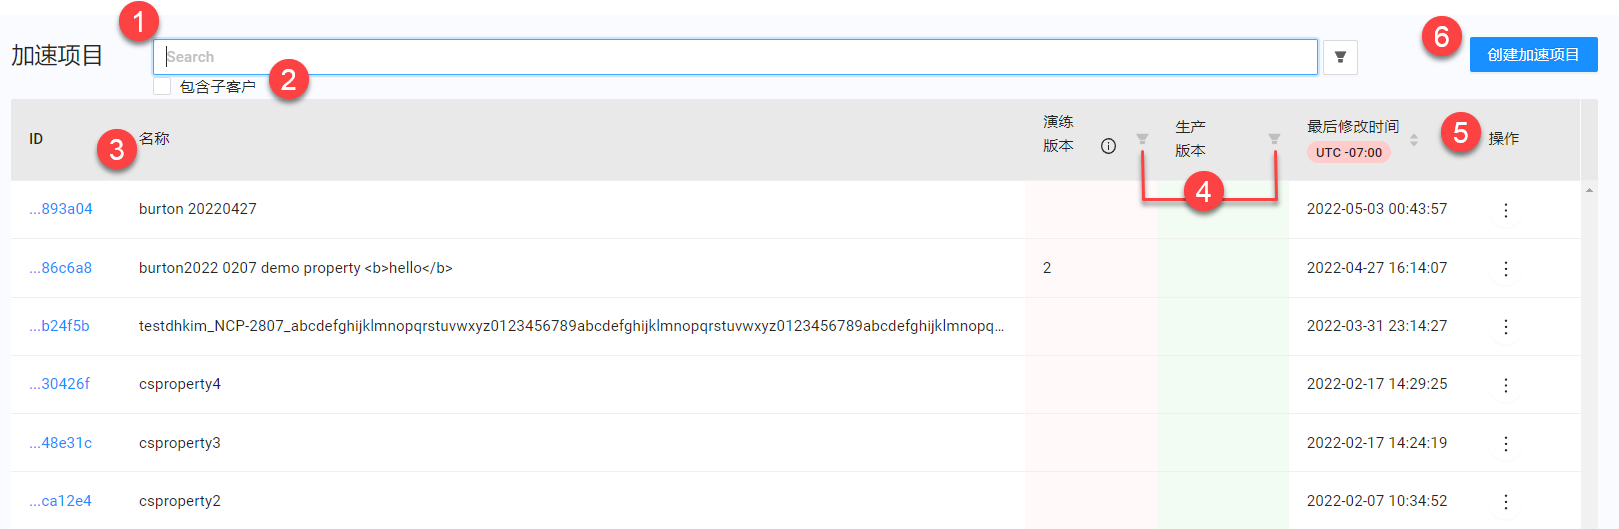 1
加速项目
Search
6
创建加速项目
包含子客户
2
ID
3
名称
演练
版本
生产
版本
4
最后修改时间
UTC -07:00
5
操作
...893a04 burton 20220427 2022-05-03 00:43:57
...86c6a8 burton2022 0207 demo property <b>hello</b> 2 2022-04-27 16:14:07
...b24f5b testdhkim_NCP-2807_abcdefghijklmnopqrstuvwxyz0123456789abcdefghijklmnopqrstuvwxyz0123456789abcdefghijklmnopq... 2022-03-31 23:14:27
...30426f csproperty4 2022-02-17 14:29:25
...48e31c csproperty3 2022-02-17 14:24:19
...ca12e4 csproperty2 2022-02-07 10:34:52